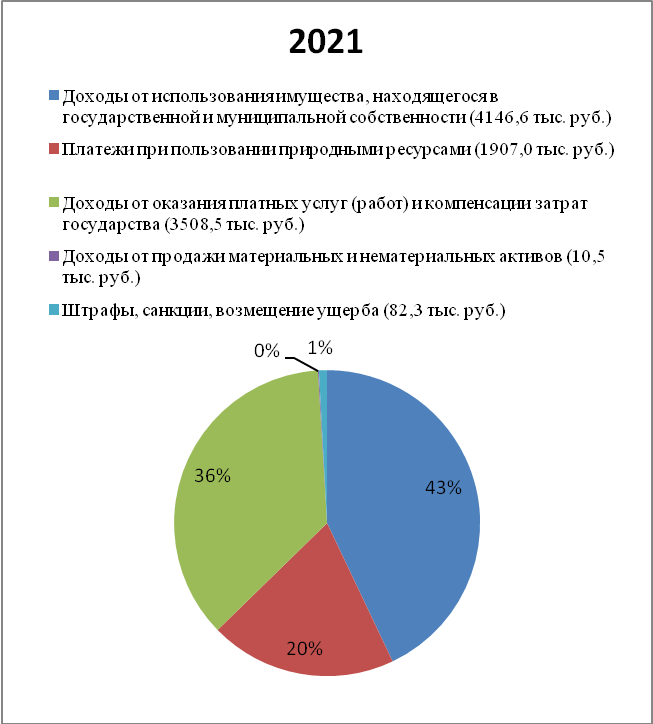 2021
Доходы от использования имущества, находящегося в
государственной и муниципальной собственности (4146,6 тыс. руб.)
Платежи при пользовании природными ресурсами (1907,0 тыс. руб.)
Доходы от оказания платных услуг (работ) и компенсации затрат
государства (3508,5 тыс. руб.)
Доходы от продажи материальных и нематериальных активов (10,5
тыс. руб.)
Штрафы, санкции, возмещение ущерба (82,3 тыс. руб.)
0%
1%
36%
43%
20%